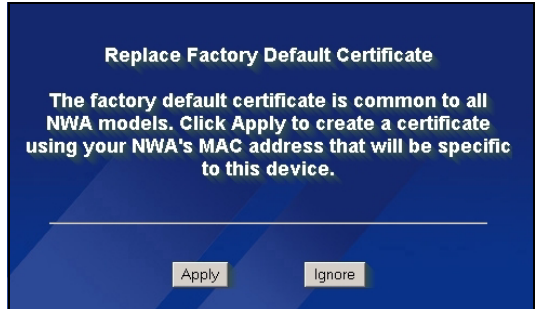 Replace Factory Default Certificate
The factory default certificate is common to all
NWA models. Click Apply to create a certificate
using your NWA's MAC address that will be specific
to this device.
Apply
Ignore